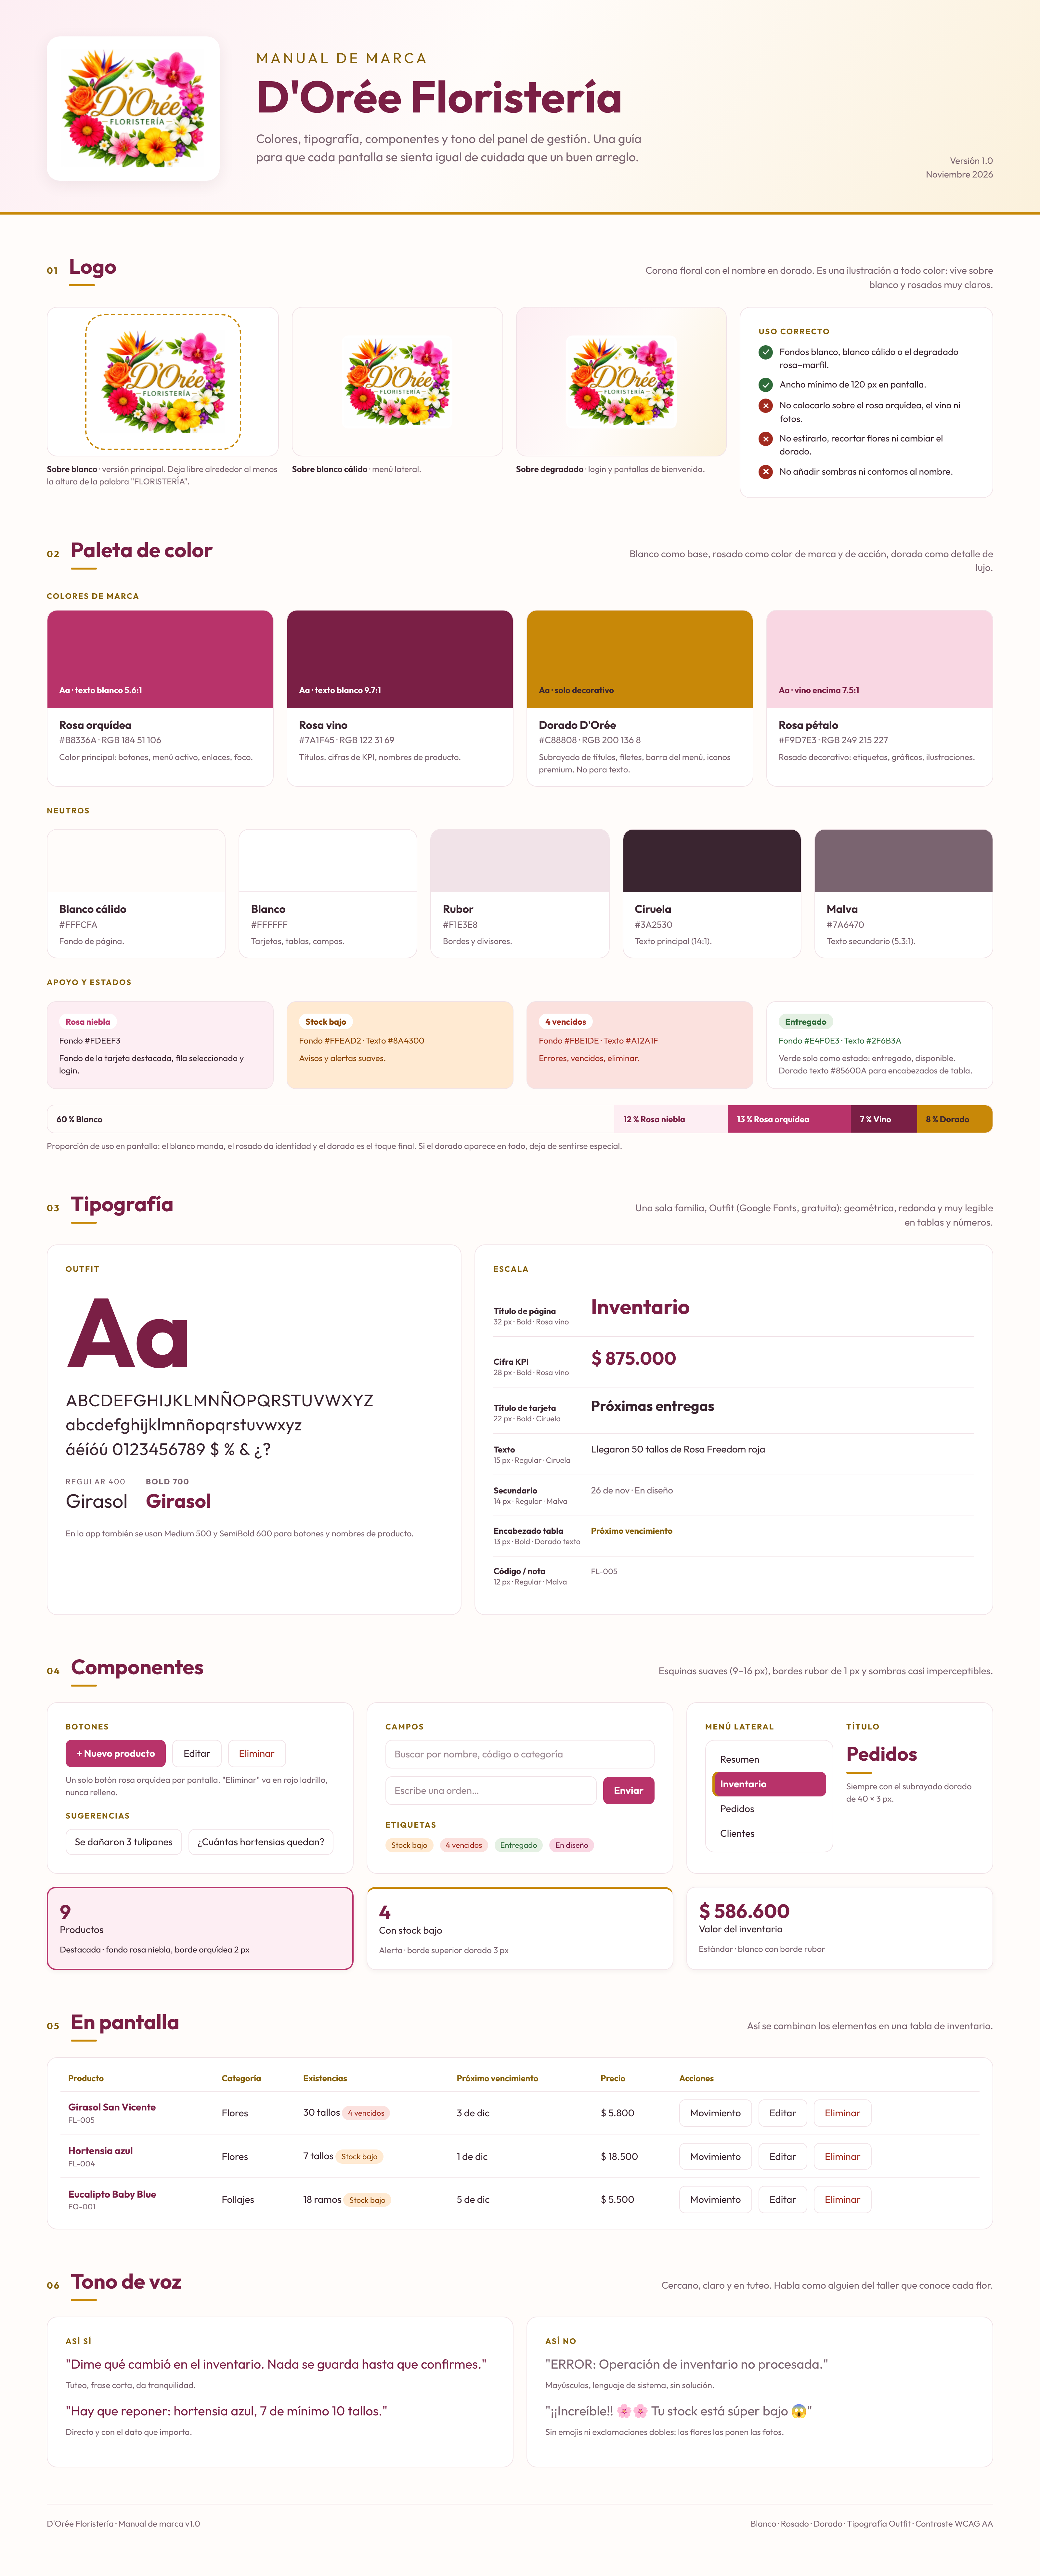 D'Orée
FLORISTERÍA
MANUAL DE MARCA
D'Orée Floristería
Colores, tipografía, componentes y tono del panel de gestión. Una guía
para que cada pantalla se sienta igual de cuidada que un buen arreglo.
Versión 1.0
Noviembre 2026
01 Logo
Corona floral con el nombre en dorado. Es una ilustración a todo color: vive sobre
blanco y rosados muy claros.
D'Orée
FLORISTERÍA
Sobre blanco · versión principal. Deja libre alrededor al menos
la altura de la palabra "FLORISTERÍA".
D'Orée
FLORISTERÍA
Sobre blanco cálido · menú lateral.
D'Orée
FLORISTERÍA
Sobre degradado · login y pantallas de bienvenida.
USO CORRECTO
Fondos blanco, blanco cálido o el degradado
rosa–marfil.
Ancho mínimo de 120 px en pantalla.
No colocarlo sobre el rosa orquídea, el vino ni
fotos.
No estirarlo, recortar flores ni cambiar el
dorado.
No añadir sombras ni contornos al nombre.
02 Paleta de color
Blanco como base, rosado como color de marca y de acción, dorado como detalle de
lujo.
COLORES DE MARCA
Aa · texto blanco 5.6:1
Rosa orquídea
#B8336A · RGB 184 51 106
Color principal: botones, menú activo, enlaces, foco.
Aa · texto blanco 9.7:1
Rosa vino
#7A1F45 · RGB 122 31 69
Títulos, cifras de KPI, nombres de producto.
Aa · solo decorativo
Dorado D'Orée
#C88808 · RGB 200 136 8
Subrayado de títulos, filetes, barra del menú, iconos
premium. No para texto.
Aa · vino encima 7.5:1
Rosa pétalo
#F9D7E3 · RGB 249 215 227
Rosado decorativo: etiquetas, gráficos, ilustraciones.
NEUTROS
Blanco cálido
#FFFCFA
Fondo de página.
Blanco
#FFFFFF
Tarjetas, tablas, campos.
Rubor
#F1E3E8
Bordes y divisores.
Ciruela
#3A2530
Texto principal (14:1).
Malva
#7A6470
Texto secundario (5.3:1).
APOYO Y ESTADOS
Rosa niebla
Fondo #FDEEF3
Fondo de la tarjeta destacada, fila seleccionada y
login.
Stock bajo
Fondo #FFEAD2 · Texto #8A4300
Avisos y alertas suaves.
4 vencidos
Fondo #FBE1DE · Texto #A12A1F
Errores, vencidos, eliminar.
Entregado
Fondo #E4F0E3 · Texto #2F6B3A
Verde solo como estado: entregado, disponible.
Dorado texto #85600A para encabezados de tabla.
60 % Blanco
12 % Rosa niebla
13 % Rosa orquídea
7 % Vino
8 % Dorado
Proporción de uso en pantalla: el blanco manda, el rosado da identidad y el dorado es el toque final. Si el dorado aparece en todo, deja de sentirse especial.
03 Tipografía
Una sola familia, Outfit (Google Fonts, gratuita): geométrica, redonda y muy legible
en tablas y números.
OUTFIT
Aa
ABCDEFGHIJKLMNÑOPQRSTUVWXYZ
abcdefghijklmnñopqrstuvwxyz
áéíóú 0123456789 $ % & ¿?
REGULAR 400
Girasol
BOLD 700
Girasol
En la app también se usan Medium 500 y SemiBold 600 para botones y nombres de producto.
ESCALA
Título de página
32 px · Bold · Rosa vino
Inventario
Cifra KPI
28 px · Bold · Rosa vino
$ 875.000
Título de tarjeta
22 px · Bold · Ciruela
Próximas entregas
Texto
15 px · Regular · Ciruela
Llegaron 50 tallos de Rosa Freedom roja
Secundario
14 px · Regular · Malva
26 de nov · En diseño
Encabezado tabla
13 px · Bold · Dorado texto
Próximo vencimiento
Código / nota
12 px · Regular · Malva
FL-005
04 Componentes
Esquinas suaves (9–16 px), bordes rubor de 1 px y sombras casi imperceptibles.
BOTONES
+ Nuevo producto
Editar
Eliminar
Un solo botón rosa orquídea por pantalla. "Eliminar" va en rojo ladrillo,
nunca relleno.
SUGERENCIAS
Se dañaron 3 tulipanes
¿Cuántas hortensias quedan?
CAMPOS
Buscar por nombre, código o categoría
Escribe una orden...
Enviar
ETIQUETAS
Stock bajo
4 vencidos
Entregado
En diseño
MENÚ LATERAL
Resumen
Inventario
Pedidos
Clientes
TÍTULO
Pedidos
Siempre con el subrayado dorado
de 40 × 3 px.
9
Productos
Destacada · fondo rosa niebla, borde orquídea 2 px
4
Con stock bajo
Alerta · borde superior dorado 3 px
$ 586.600
Valor del inventario
Estándar · blanco con borde rubor
05 En pantalla
Así se combinan los elementos en una tabla de inventario.
Producto Categoría Existencias Próximo vencimiento Precio Acciones
Girasol San Vicente
FL-005
Flores
30 tallos 4 vencidos
3 de dic
$ 5.800
Movimiento Editar Eliminar
Hortensia azul
FL-004
Flores
7 tallos Stock bajo
1 de dic
$ 18.500
Movimiento Editar Eliminar
Eucalipto Baby Blue
FO-001
Follajes
18 ramos Stock bajo
5 de dic
$ 5.500
Movimiento Editar Eliminar
06 Tono de voz
Cercano, claro y en tuteo. Habla como alguien del taller que conoce cada flor.
ASÍ SÍ
"Dime qué cambió en el inventario. Nada se guarda hasta que confirmes."
Tuteo, frase corta, da tranquilidad.
"Hay que reponer: hortensia azul, 7 de mínimo 10 tallos."
Directo y con el dato que importa.
ASÍ NO
"ERROR: Operación de inventario no procesada."
Mayúsculas, lenguaje de sistema, sin solución.
"¡¡Increíble!! 🌸🌸 Tu stock está súper bajo 😱"
Sin emojis ni exclamaciones dobles: las flores las ponen las fotos.
D'Orée Floristería · Manual de marca v1.0
Blanco · Rosado · Dorado · Tipografía Outfit · Contraste WCAG AA